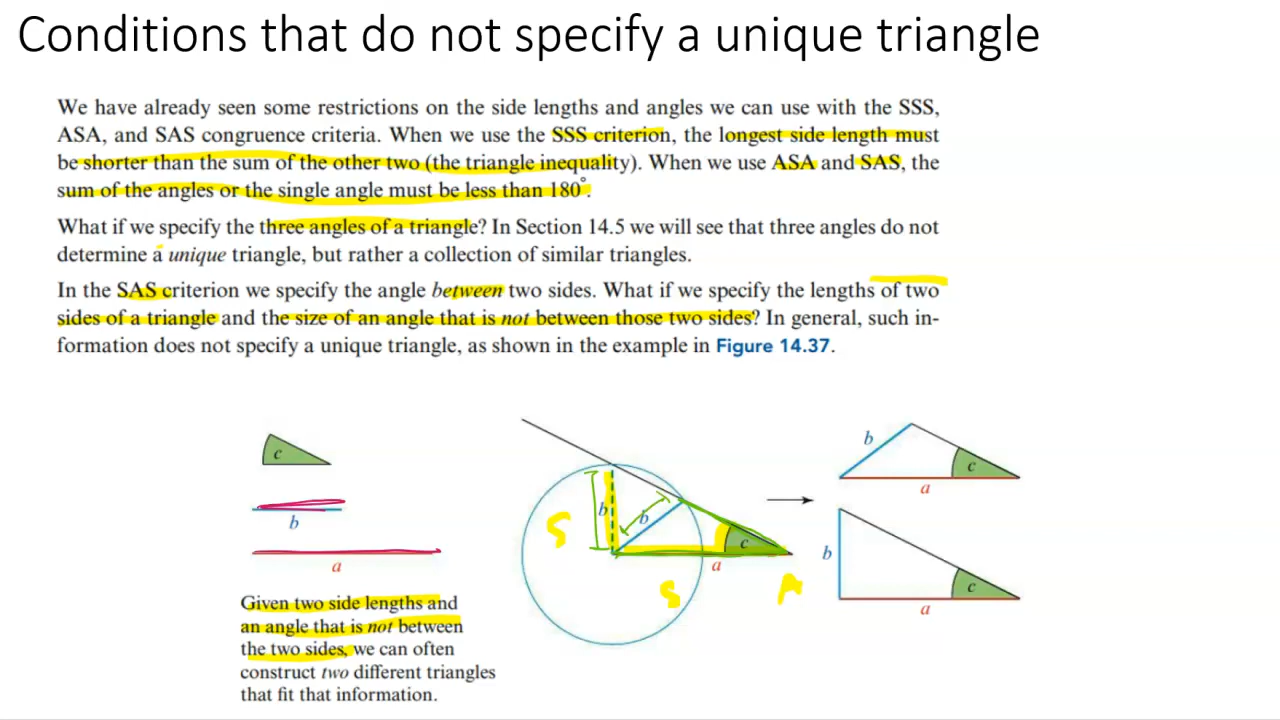 Conditions that do not specify a unique triangle
We have already seen some restrictions on the side lengths and angles we can use with the SSS,
ASA, and SAS congruence criteria. When we use the SSS criterion, the longest side length must
be shorter than the sum of the other two (the triangle inequality). When we use ASA and SAS, the
sum of the angles or the single angle must be less than 180°.
What if we specify the three angles of a triangle? In Section 14.5 we will see that three angles do not
determine a unique triangle, but rather a collection of similar triangles.
In the SAS criterion we specify the angle between two sides. What if we specify the lengths of two
sides of a triangle and the size of an angle that is not between those two sides? In general, such in-
formation does not specify a unique triangle, as shown in the example in Figure 14.37.
c
b
a
Given two side lengths and
an angle that is not between
the two sides, we can often
construct two different triangles
that fit that information.
S
b
b
c
a
S
A
b
c
a
b
c
a